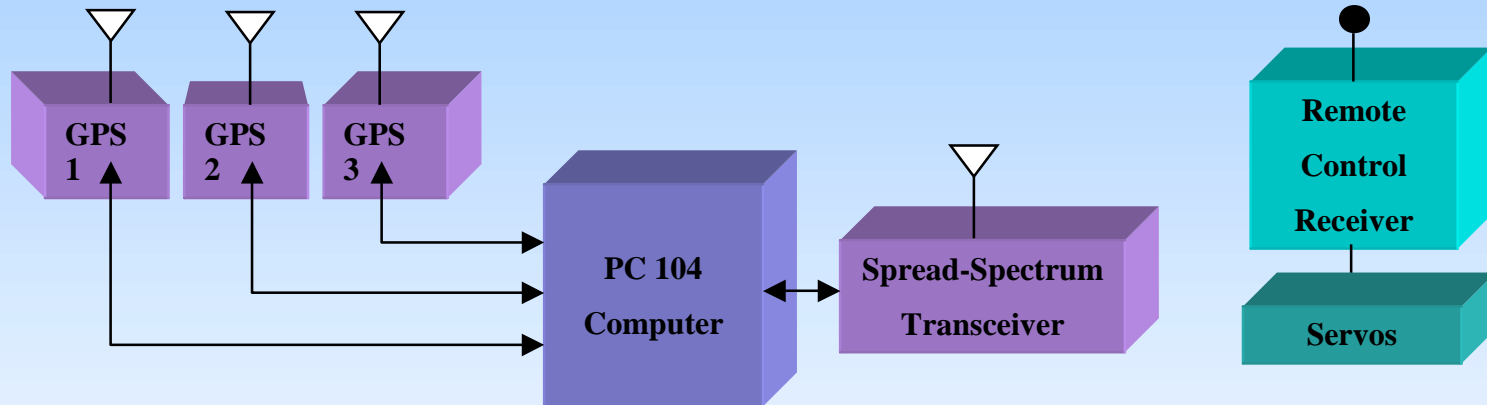 GPS
1
GPS
2
GPS
3
PC 104
Computer
Spread-Spectrum
Transceiver
Remote
Control
Receiver
Servos